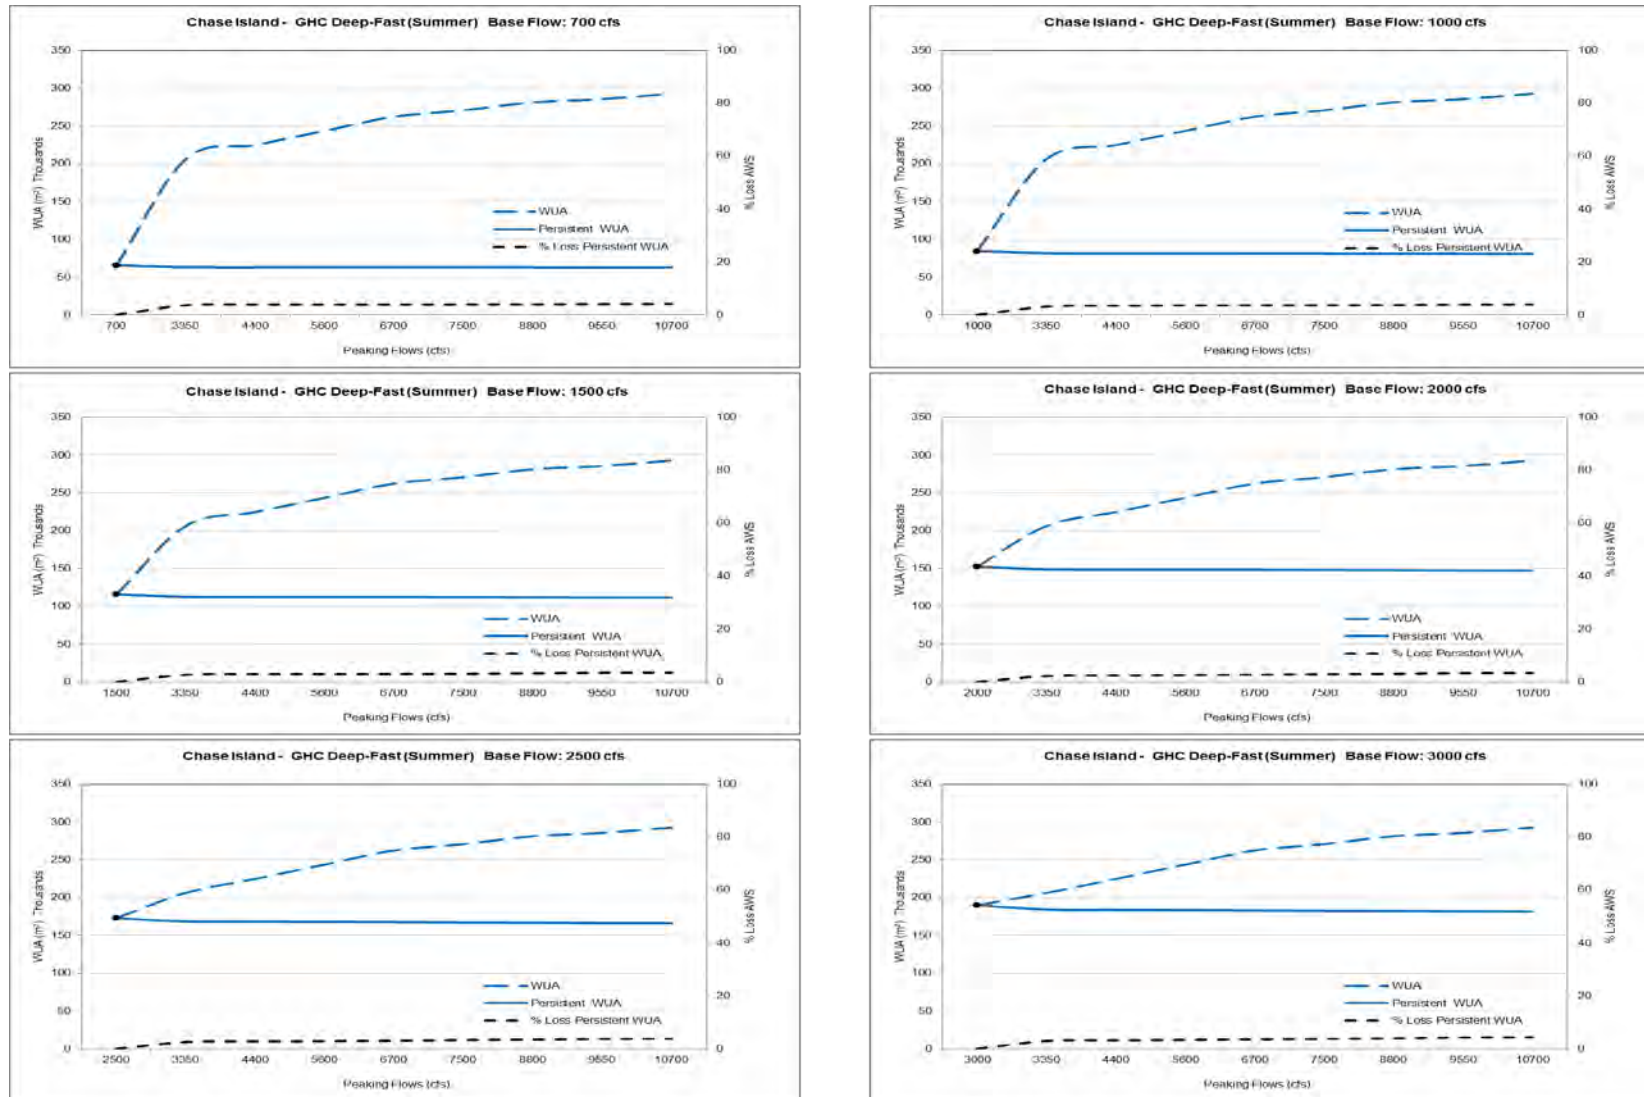 Chase Island - GHC Deep-Fast (Summer) Base Flow: 700 cfs
350
300
250
200
150
100
50
0
WUA (m²) Thousands
100
80
60
40
20
0
% Loss AWS
WUA
Persistent WUA
% Loss Persistent WUA
700 3350 4400 5600 6700 7500 8800 9550 10700
Peaking Flows (cfs)
Chase Island - GHC Deep-Fast (Summer) Base Flow: 1000 cfs
350
300
250
200
150
100
50
0
WUA (m²) Thousands
100
80
60
40
20
0
% Loss AWS
WUA
Persistent WUA
% Loss Persistent WUA
1000 3350 4400 5600 6700 7500 8800 9550 10700
Peaking Flows (cfs)
Chase Island - GHC Deep-Fast (Summer) Base Flow: 1500 cfs
350
300
250
200
150
100
50
0
WUA (m²) Thousands
100
80
60
40
20
0
% Loss AWS
WUA
Persistent WUA
% Loss Persistent WUA
1500 3350 4400 5600 6700 7500 8800 9550 10700
Peaking Flows (cfs)
Chase Island - GHC Deep-Fast (Summer) Base Flow: 2000 cfs
350
300
250
200
150
100
50
0
WUA (m²) Thousands
100
80
60
40
20
0
% Loss AWS
WUA
Persistent WUA
% Loss Persistent WUA
2000 3350 4400 5600 6700 7500 8800 9550 10700
Peaking Flows (cfs)
Chase Island - GHC Deep-Fast (Summer) Base Flow: 2500 cfs
350
300
250
200
150
100
50
0
WUA (m²) Thousands
100
80
60
40
20
0
% Loss AWS
WUA
Persistent WUA
% Loss Persistent WUA
2500 3350 4400 5600 6700 7500 8800 9550 10700
Peaking Flows (cfs)
Chase Island - GHC Deep-Fast (Summer) Base Flow: 3000 cfs
350
300
250
200
150
100
50
0
WUA (m²) Thousands
100
80
60
40
20
0
% Loss AWS
WUA
Persistent WUA
% Loss Persistent WUA
3000 3350 4400 5600 6700 7500 8800 9550 10700
Peaking Flows (cfs)